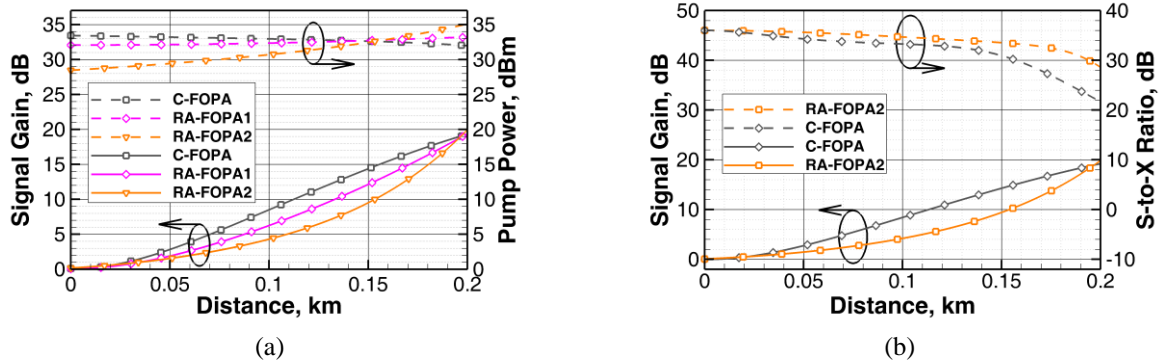 35
30
25
20
15
10
5
0
Signal Gain, dB
35
30
25
20
15
10
5
0
Pump Power, dBm
C-FOPA
RA-FOPA1
RA-FOPA2
C-FOPA
RA-FOPA1
RA-FOPA2
0
0.05
0.1
0.15
0.2
Distance, km
(a)
50
40
30
20
10
0
Signal Gain, dB
40
30
20
10
0
-10
S-to-X Ratio, dB
RA-FOPA2
C-FOPA
C-FOPA
RA-FOPA2
0
0.05
0.1
0.15
0.2
Distance, km
(b)